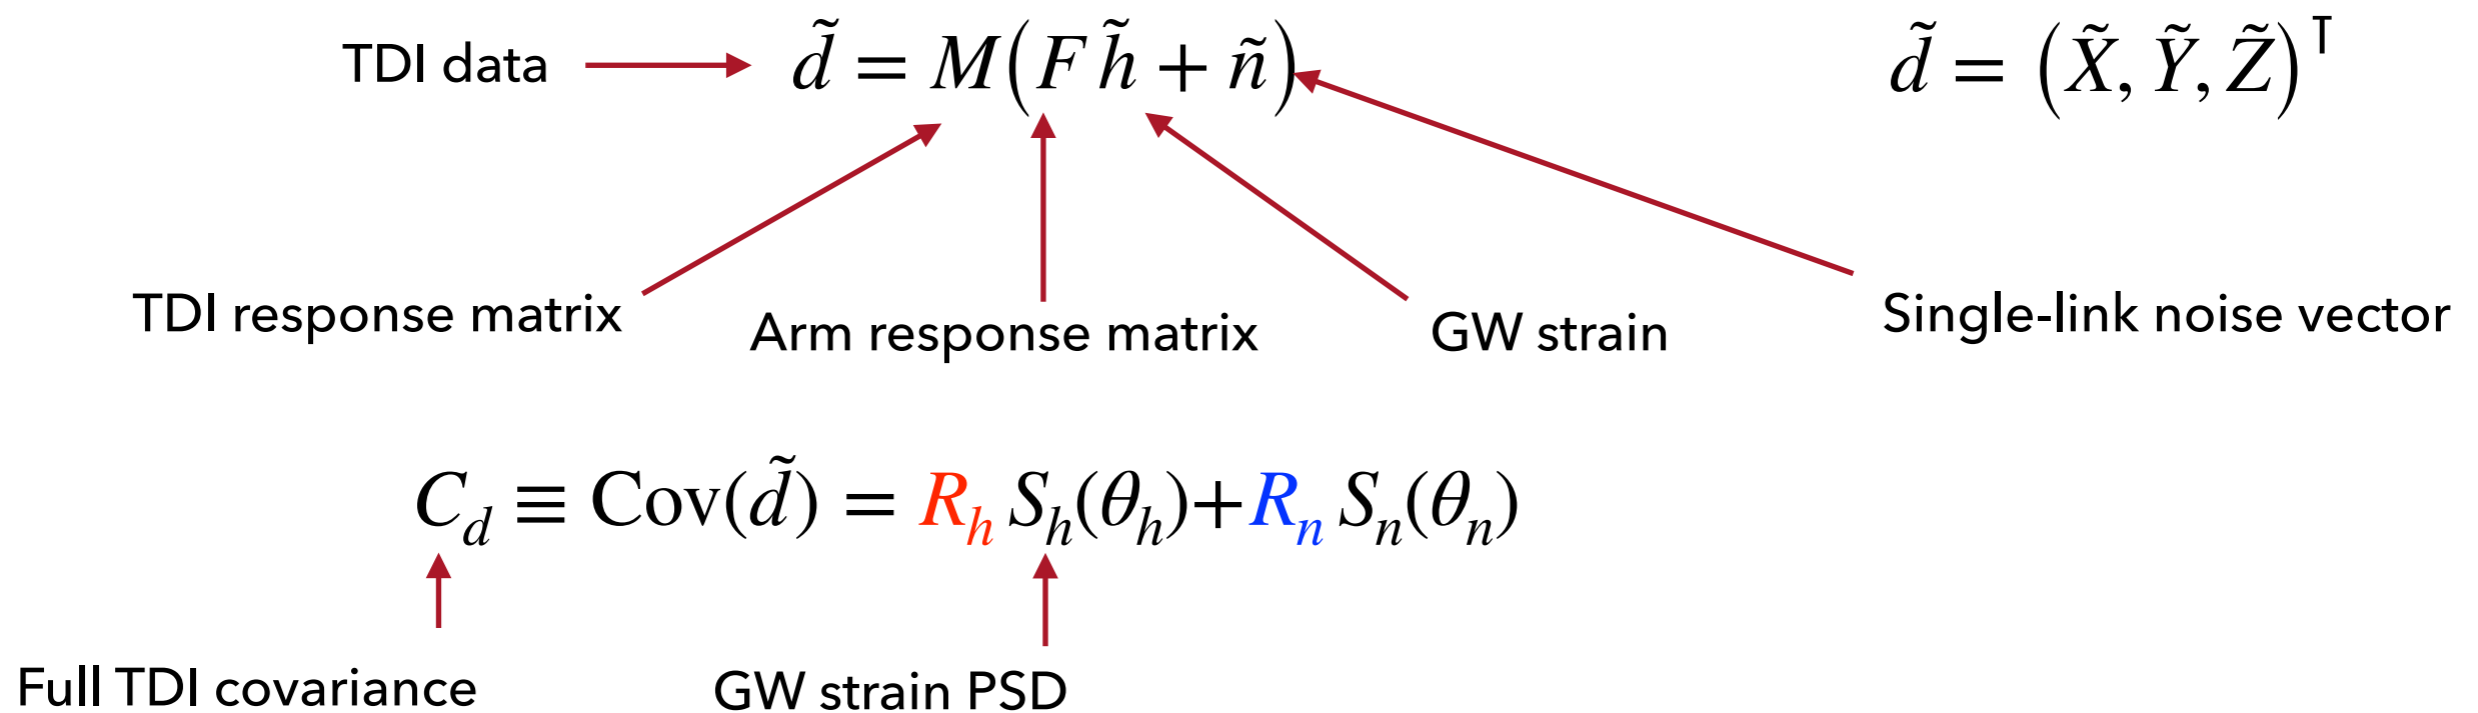 TDI data d̃ = M(F h̃ + ñ) d̃ = (X̃, Ỹ, Z̃)ᵀ
TDI response matrix Arm response matrix GW strain Single-link noise vector
C_d ≡ Cov(d̃) = R_h S_h(θ_h)+R_n S_n(θ_n)
Full TDI covariance GW strain PSD